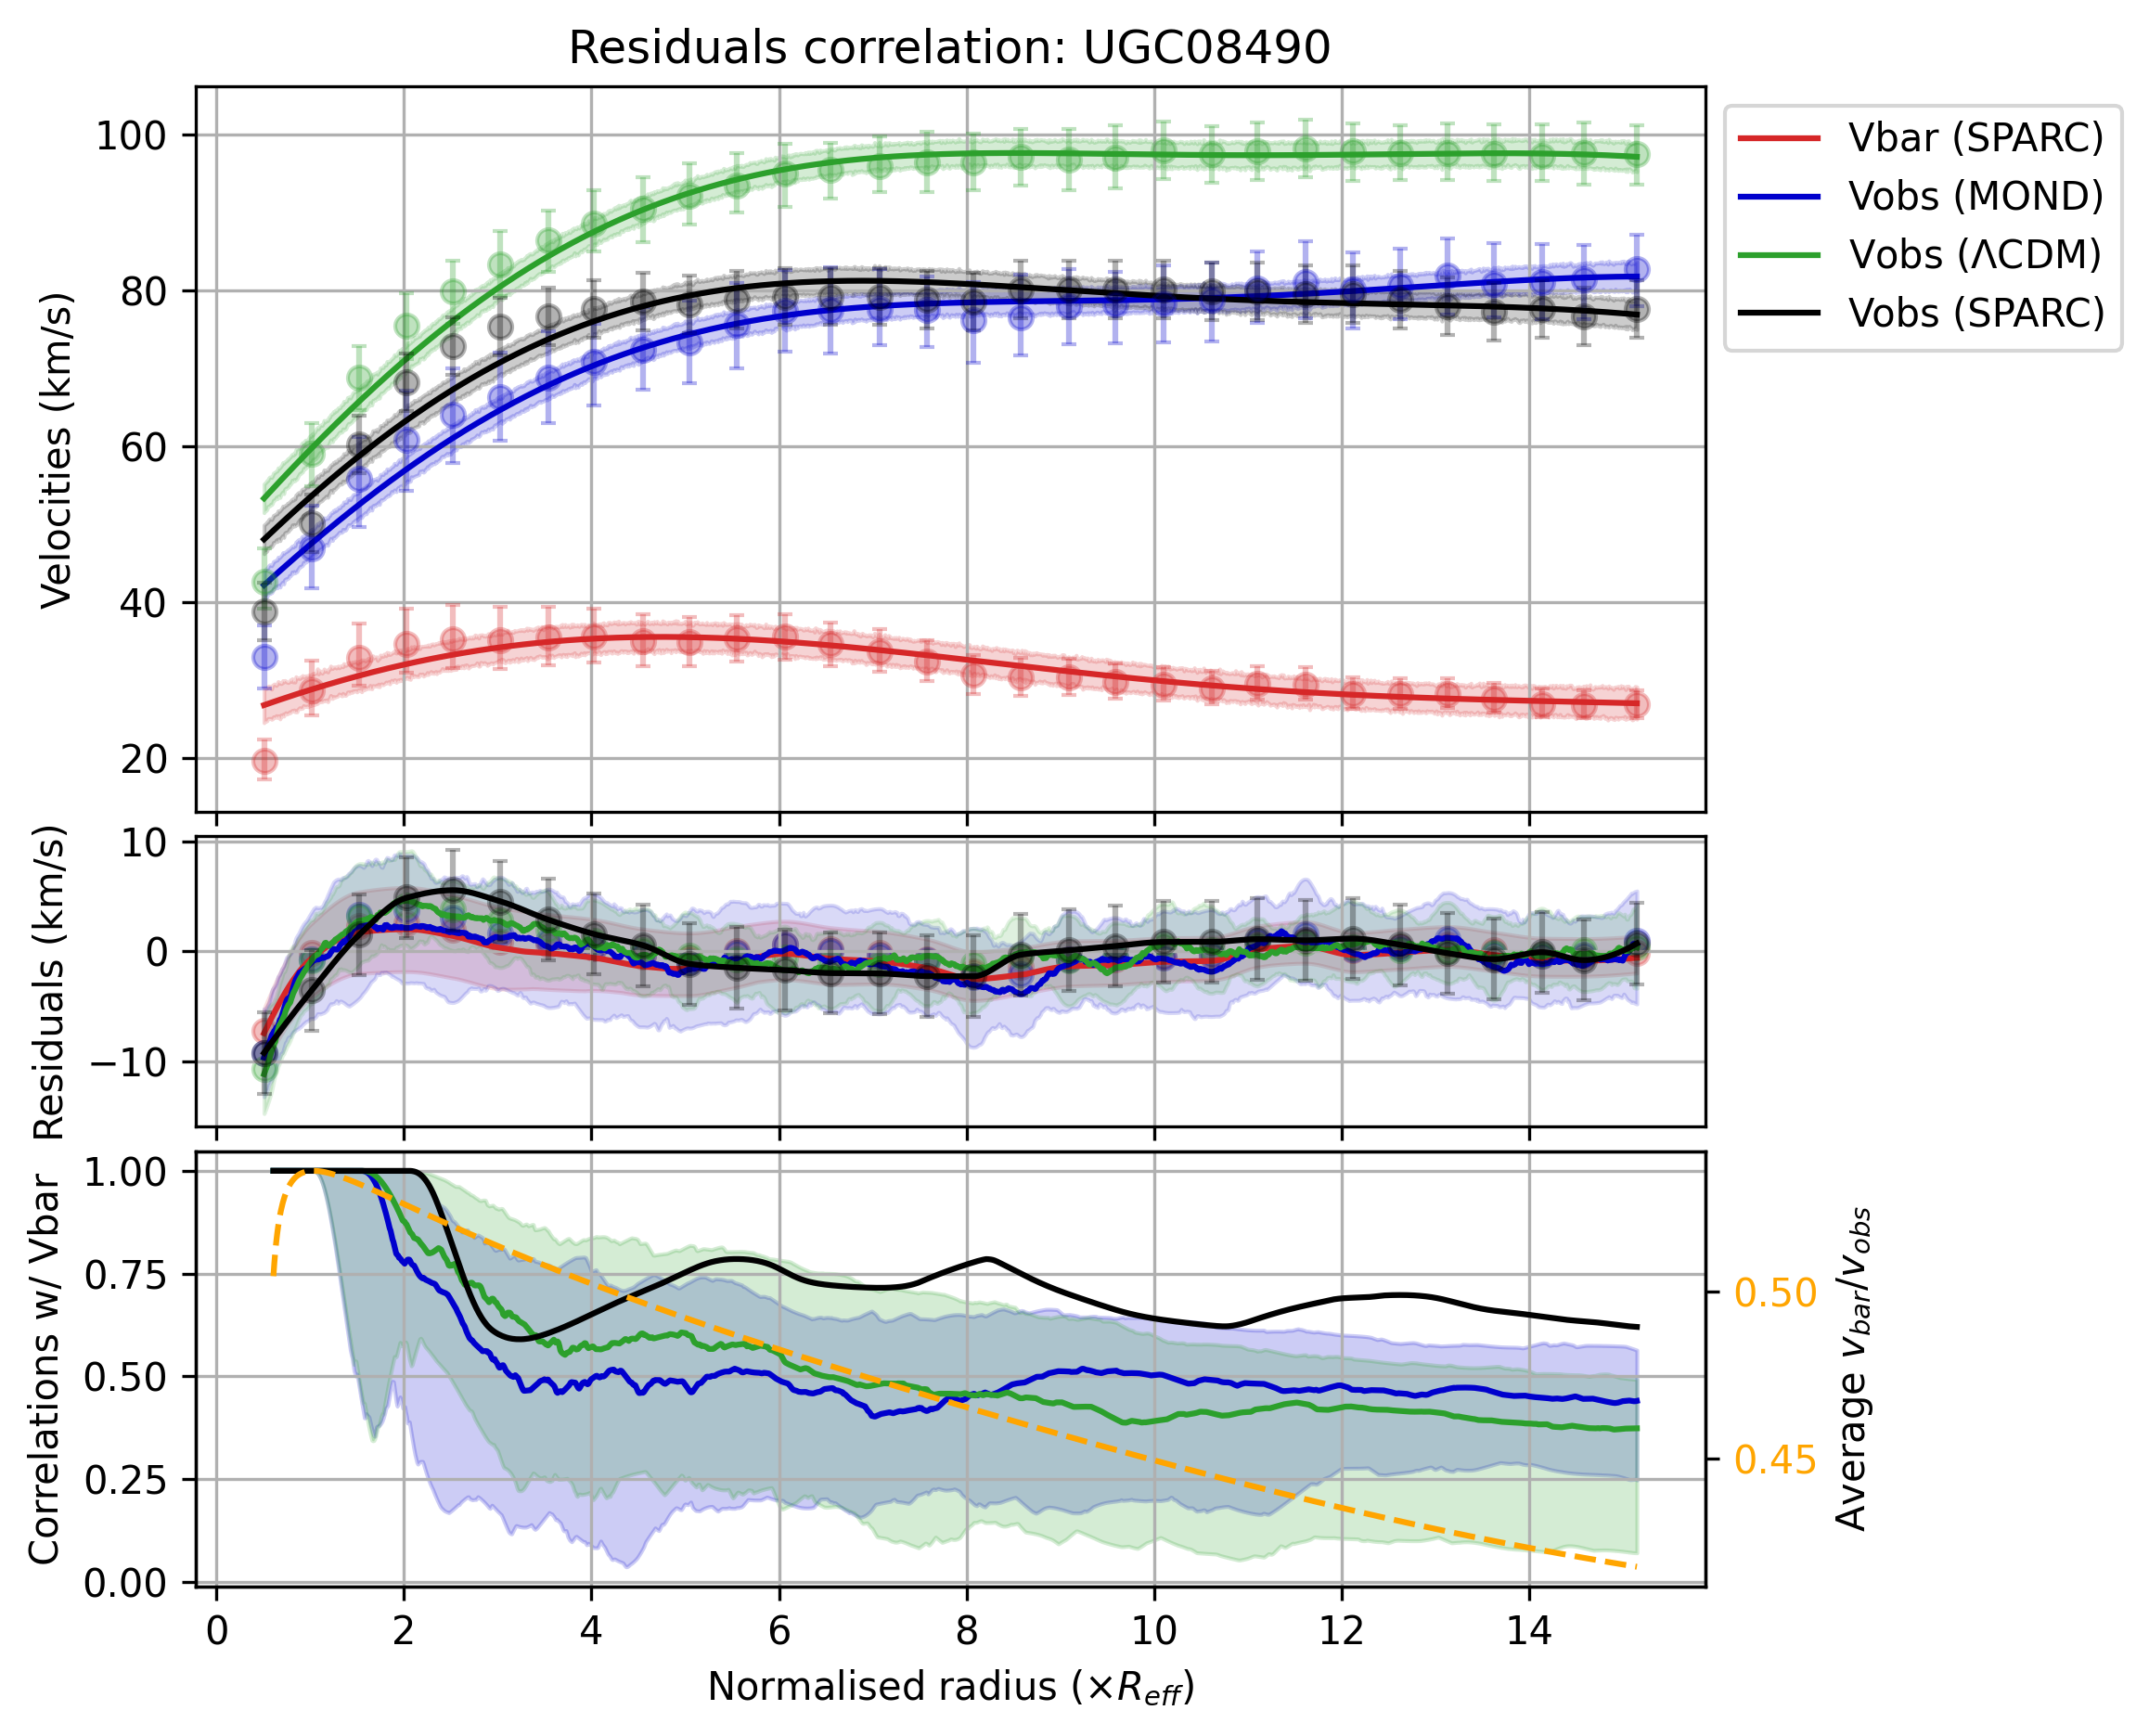 Residuals correlation: UGC08490
Velocities (km/s)
100
80
60
40
20
Vbar (SPARC)
Vobs (MOND)
Vobs (ΛCDM)
Vobs (SPARC)
Residuals (km/s)
10
0
−10
Correlations w/ Vbar
1.00
0.75
0.50
0.25
0.00
0.50
0.45
Average v_bar/v_obs
0 2 4 6 8 10 12 14
Normalised radius (×R_eff)